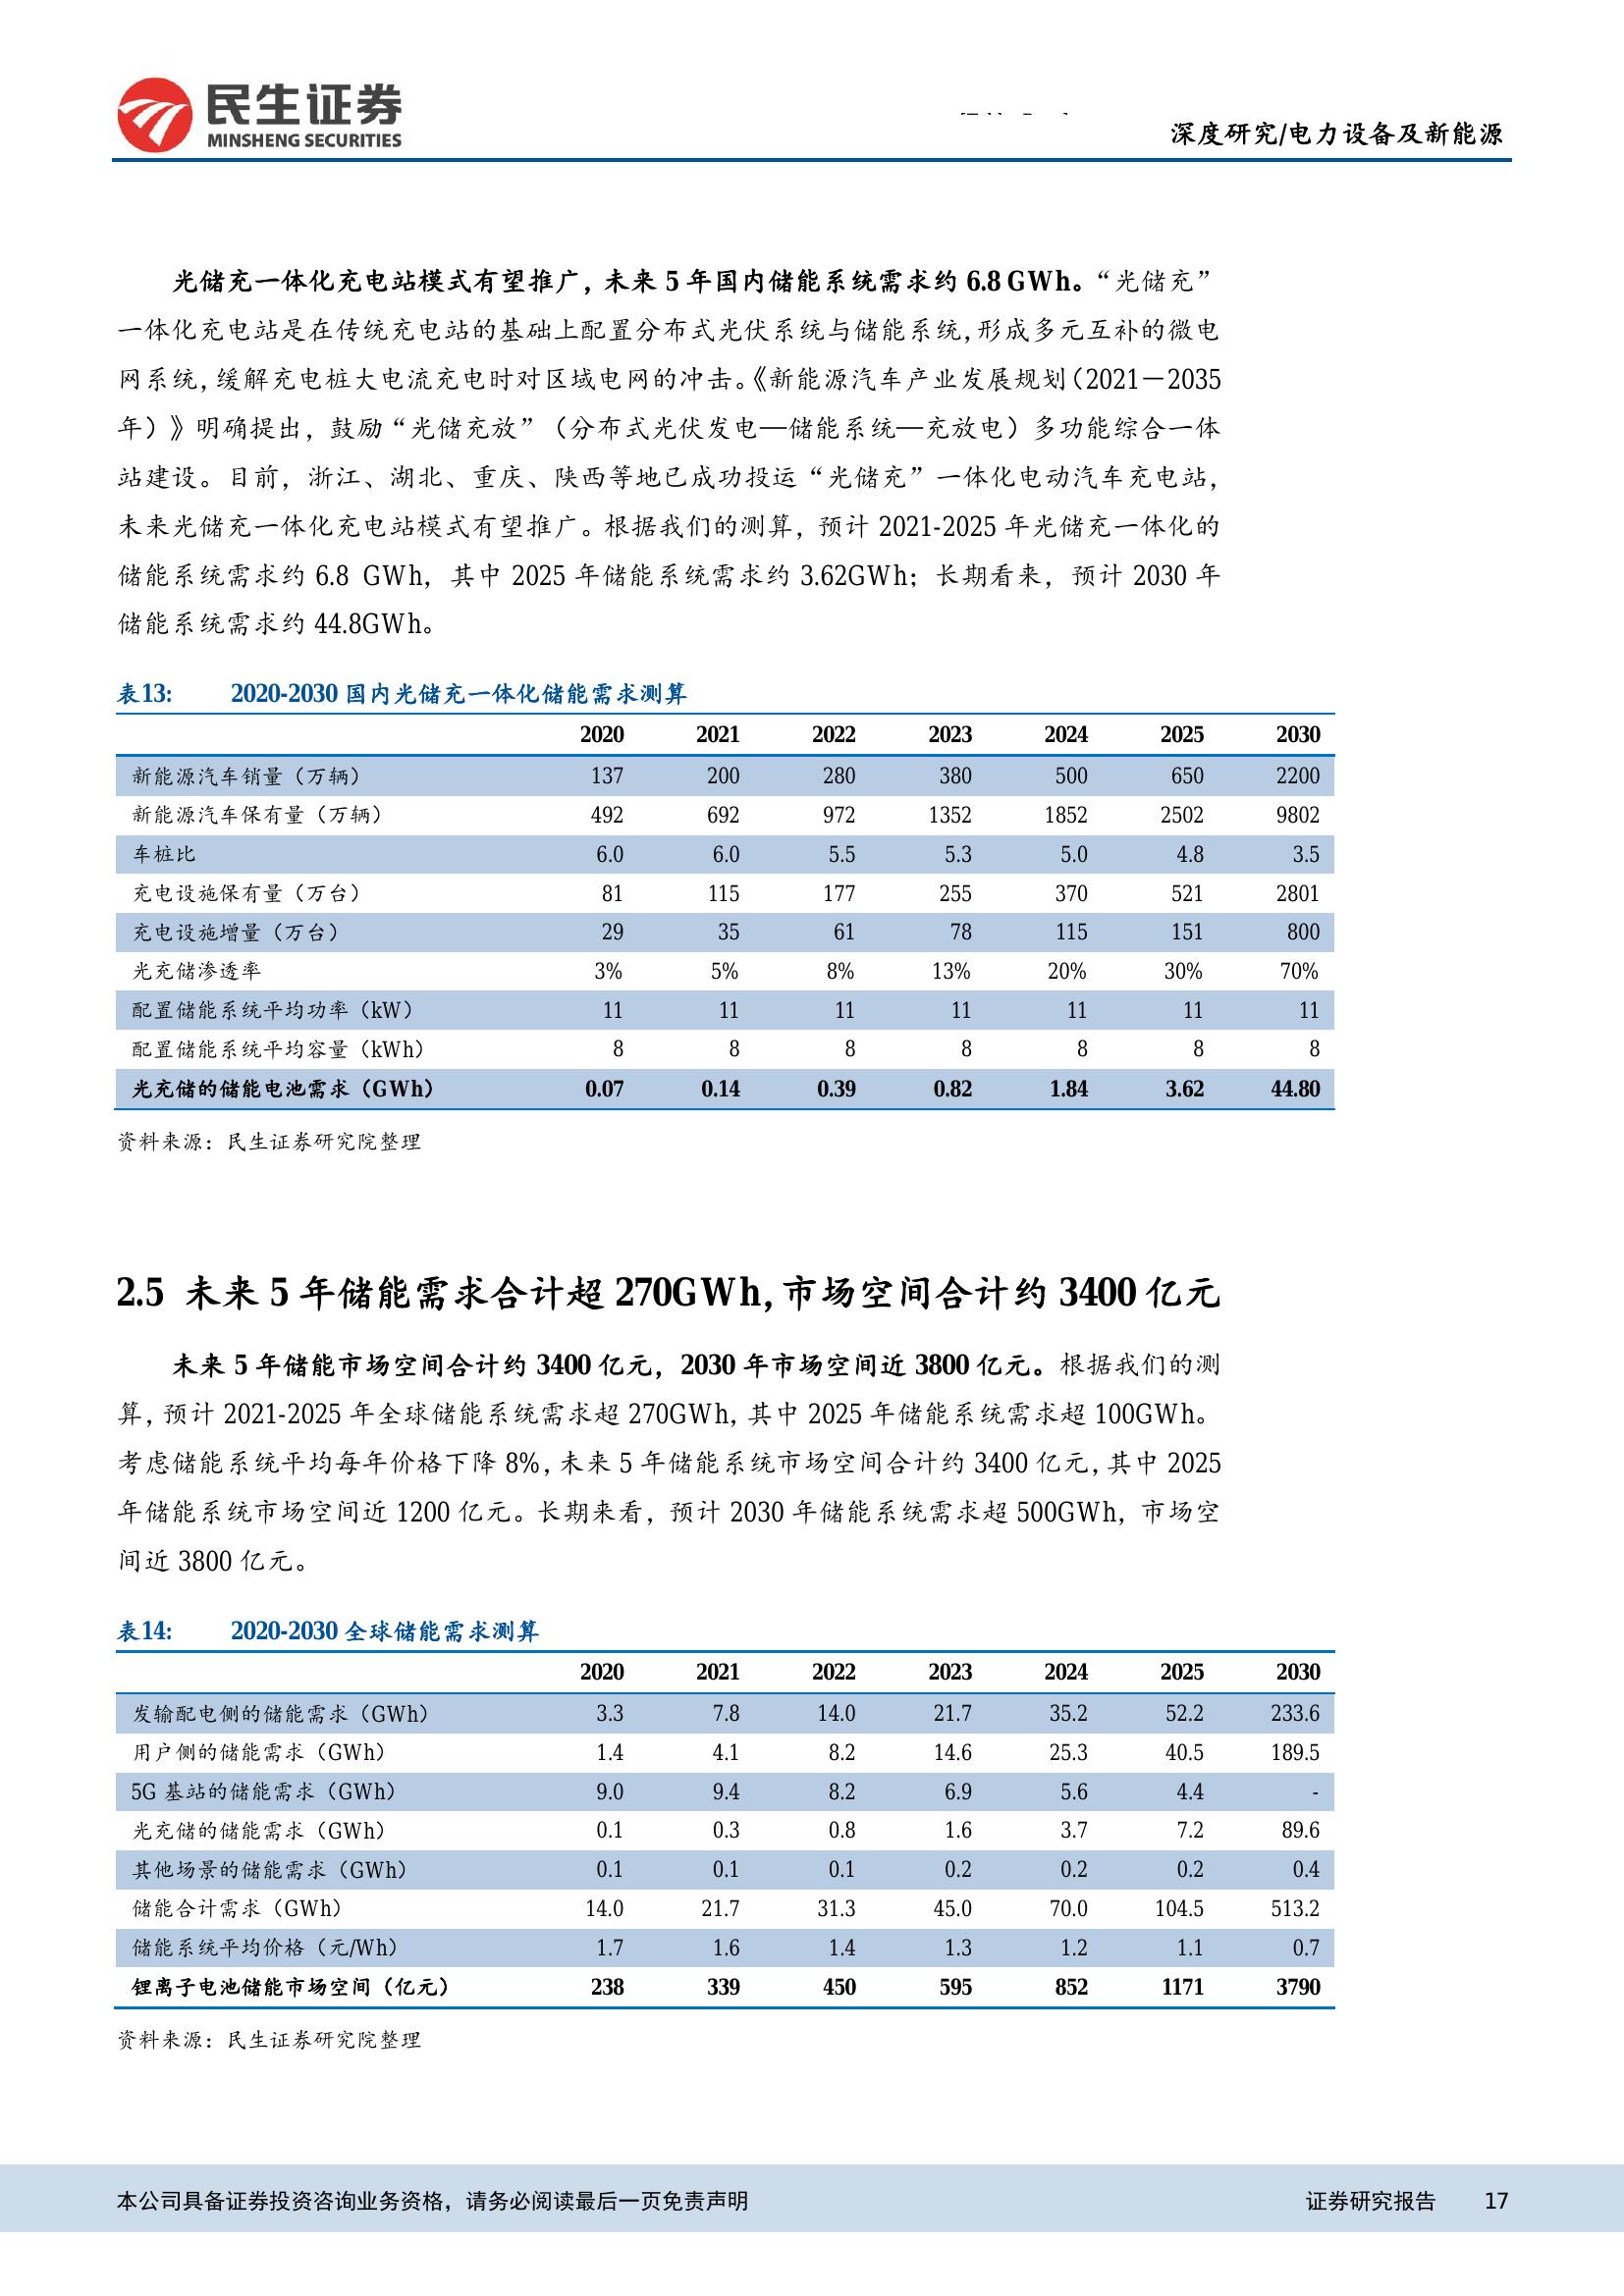 民生证券
MINSHENG SECURITIES
深度研究/电力设备及新能源
光储充一体化充电站模式有望推广，未来 5 年国内储能系统需求约 6.8 GWh。“光储充”
一体化充电站是在传统充电站的基础上配置分布式光伏系统与储能系统，形成多元互补的微电
网系统，缓解充电桩大电流充电时对区域电网的冲击。《新能源汽车产业发展规划（2021—2035
年）》明确提出，鼓励“光储充放”（分布式光伏发电—储能系统—充放电）多功能综合一体
站建设。目前，浙江、湖北、重庆、陕西等地已成功投运“光储充”一体化电动汽车充电站，
未来光储充一体化充电站模式有望推广。根据我们的测算，预计 2021-2025 年光储充一体化的
储能系统需求约 6.8 GWh，其中 2025 年储能系统需求约 3.62GWh；长期看来，预计 2030 年
储能系统需求约 44.8GWh。
表13: 2020-2030 国内光储充一体化储能需求测算
2020 2021 2022 2023 2024 2025 2030
新能源汽车销量（万辆） 137 200 280 380 500 650 2200
新能源汽车保有量（万辆） 492 692 972 1352 1852 2502 9802
车桩比 6.0 6.0 5.5 5.3 5.0 4.8 3.5
充电设施保有量（万台） 81 115 177 255 370 521 2801
充电设施增量（万台） 29 35 61 78 115 151 800
光充储渗透率 3% 5% 8% 13% 20% 30% 70%
配置储能系统平均功率（kW） 11 11 11 11 11 11 11
配置储能系统平均容量（kWh） 8 8 8 8 8 8 8
光充储的储能电池需求（GWh） 0.07 0.14 0.39 0.82 1.84 3.62 44.80
资料来源：民生证券研究院整理
2.5 未来 5 年储能需求合计超 270GWh，市场空间合计约 3400 亿元
未来 5 年储能市场空间合计约 3400 亿元，2030 年市场空间近 3800 亿元。根据我们的测
算，预计 2021-2025 年全球储能系统需求超 270GWh，其中 2025 年储能系统需求超 100GWh。
考虑储能系统平均每年价格下降 8%，未来 5 年储能系统市场空间合计约 3400 亿元，其中 2025
年储能系统市场空间近 1200 亿元。长期来看，预计 2030 年储能系统需求超 500GWh，市场空
间近 3800 亿元。
表14: 2020-2030 全球储能需求测算
2020 2021 2022 2023 2024 2025 2030
发输配电侧的储能需求（GWh） 3.3 7.8 14.0 21.7 35.2 52.2 233.6
用户侧的储能需求（GWh） 1.4 4.1 8.2 14.6 25.3 40.5 189.5
5G 基站的储能需求（GWh） 9.0 9.4 8.2 6.9 5.6 4.4 -
光充储的储能需求（GWh） 0.1 0.3 0.8 1.6 3.7 7.2 89.6
其他场景的储能需求（GWh） 0.1 0.1 0.1 0.2 0.2 0.2 0.4
储能合计需求（GWh） 14.0 21.7 31.3 45.0 70.0 104.5 513.2
储能系统平均价格（元/Wh） 1.7 1.6 1.4 1.3 1.2 1.1 0.7
锂离子电池储能市场空间（亿元） 238 339 450 595 852 1171 3790
资料来源：民生证券研究院整理
本公司具备证券投资咨询业务资格，请务必阅读最后一页免责声明 证券研究报告 17